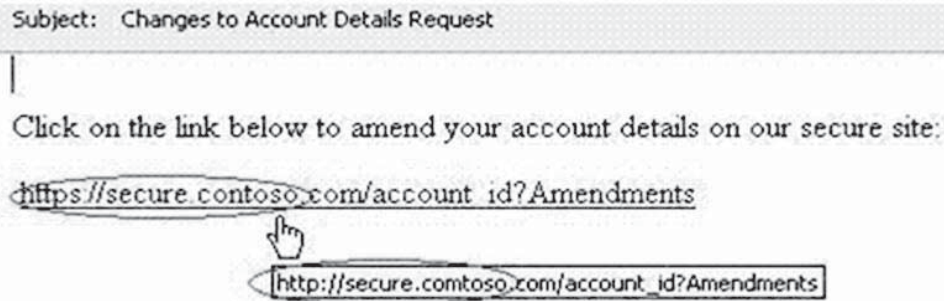 Subject: Changes to Account Details Request
Click on the link below to amend your account details on our secure site:
https://secure.contoso.com/account_id?Amendments
http://secure.comtoso.com/account_id?Amendments